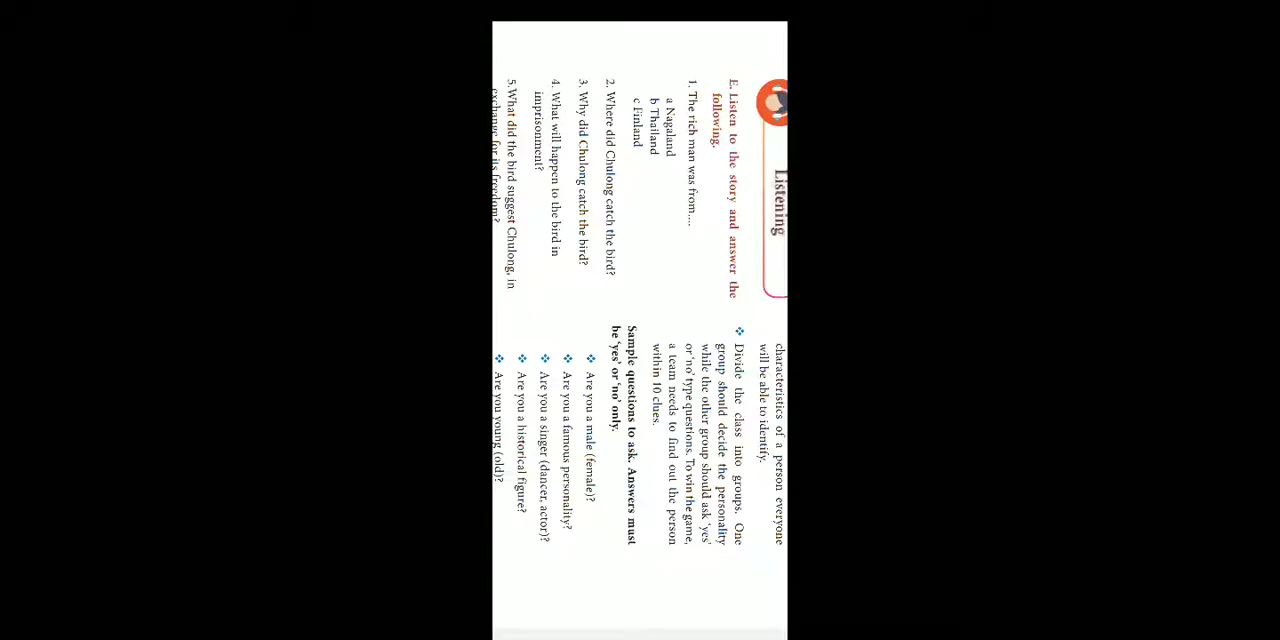 Listening
E. Listen to the story and answer the
following.
1. The rich man was from....
a Nagaland
b Thailand
c Finland
2. Where did Chulong catch the bird?
3. Why did Chulong catch the bird?
4. What will happen to the bird in
imprisonment?
5.What did the bird suggest Chulong, in
exchange for its freedom?
characteristics of a person everyone
will be able to identify.
❖ Divide the class into groups. One
group should decide the personality
while the other group should ask ‘yes’
or ‘no’ type questions. To win the game,
a team needs to find out the person
within 10 clues.
Sample questions to ask. Answers must
be ‘yes’ or ‘no’ only.
❖ Are you a male (female)?
❖ Are you a famous personality?
❖ Are you a singer (dancer, actor)?
❖ Are you a historical figure?
❖ Are you young (old)?